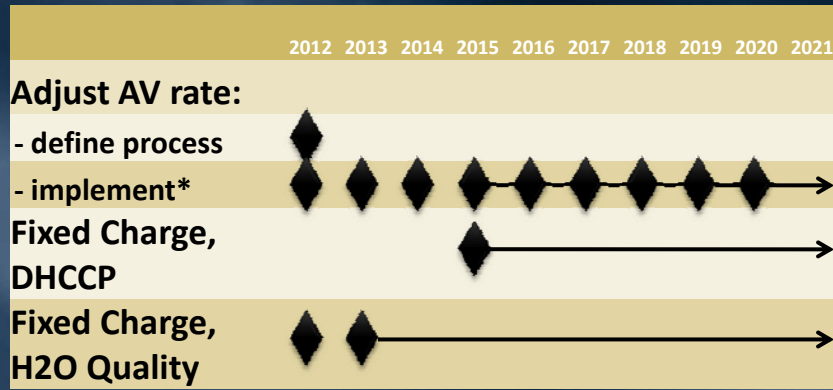 2012 2013 2014 2015 2016 2017 2018 2019 2020 2021
Adjust AV rate:
- define process
- implement*
Fixed Charge,
DHCCP
Fixed Charge,
H2O Quality